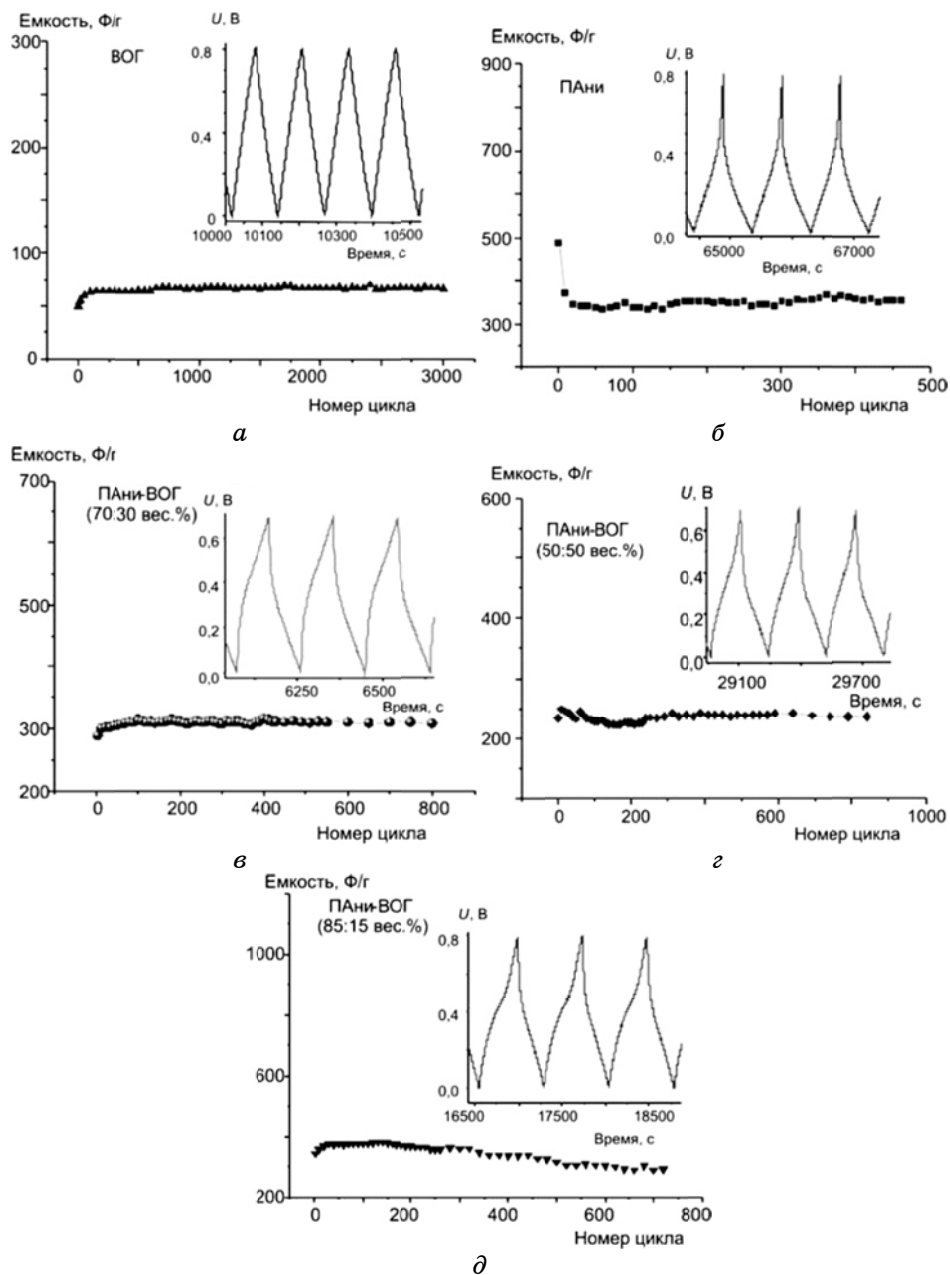 Емкость, Ф/г
ВОГ
U, В
300
250
200
150
100
50
0
0,8
0,4
0
10000 10100 10300 10500
Время, с
0 1000 2000 3000
Номер цикла
а
Емкость, Ф/г
ПАни
U, В
900
700
500
300
0,8
0,4
0,0
65000 67000
Время, с
0 100 300 500
Номер цикла
б
Емкость, Ф/г
ПАни-ВОГ
(70:30 вес.%)
U, В
700
500
300
200
0,6
0,4
0,2
0,0
6250 6500
Время, с
0 200 400 600 800
Номер цикла
в
Емкость, Ф/г
ПАни-ВОГ
(50:50 вес.%)
U, В
600
400
200
0,6
0,4
0,2
0,0
29100 29700
Время, с
0 200 600 1000
Номер цикла
г
Емкость, Ф/г
ПАни-ВОГ
(85:15 вес.%)
U, В
1000
600
200
0,8
0,4
0,0
16500 17500 18500
Время, с
0 200 400 600 800
Номер цикла
д